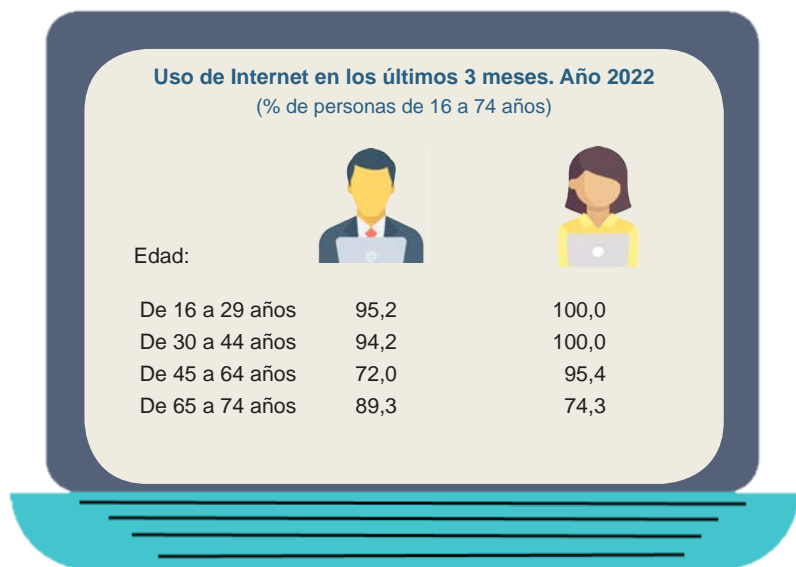 Uso de Internet en los últimos 3 meses. Año 2022
(% de personas de 16 a 74 años)
Edad:
De 16 a 29 años 95,2 100,0
De 30 a 44 años 94,2 100,0
De 45 a 64 años 72,0 95,4
De 65 a 74 años 89,3 74,3